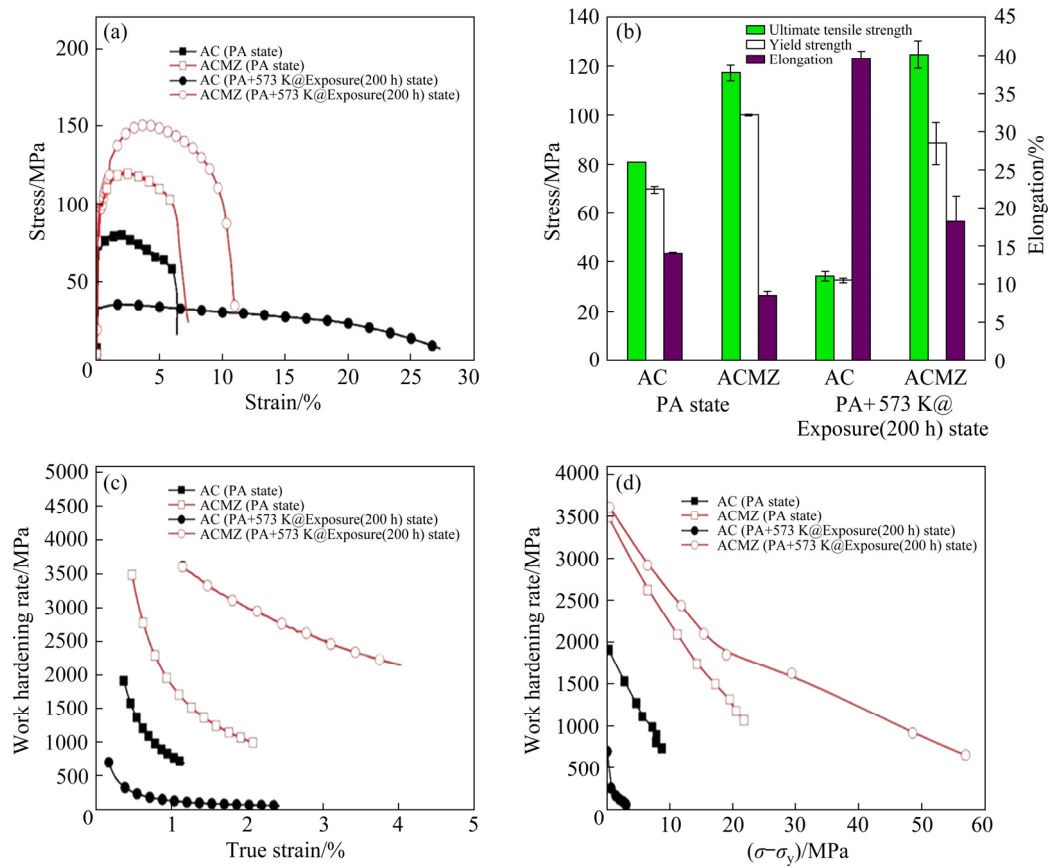 (a)
AC (PA state)
ACMZ (PA state)
AC (PA+573 K@Exposure(200 h) state)
ACMZ (PA+573 K@Exposure(200 h) state)
200
150
100
50
0
Stress/MPa
0 5 10 15 20 25 30
Strain/%
(b)
Ultimate tensile strength
Yield strength
Elongation
140
120
100
80
60
40
20
0
Stress/MPa
45
40
35
30
25
20
15
10
5
0
Elongation/%
AC ACMZ AC ACMZ
PA state PA+573 K@
Exposure(200 h) state
(c)
AC (PA state)
ACMZ (PA state)
AC (PA+573 K@Exposure(200 h) state)
ACMZ (PA+573 K@Exposure(200 h) state)
5000
4500
4000
3500
3000
2500
2000
1500
1000
500
0
Work hardening rate/MPa
0 1 2 3 4 5
True strain/%
(d)
AC (PA state)
ACMZ (PA state)
AC (PA+573 K@Exposure(200 h) state)
ACMZ (PA+573 K@Exposure(200 h) state)
4000
3500
3000
2500
2000
1500
1000
500
0
Work hardening rate/MPa
0 10 20 30 40 50 60
(σ−σy)/MPa